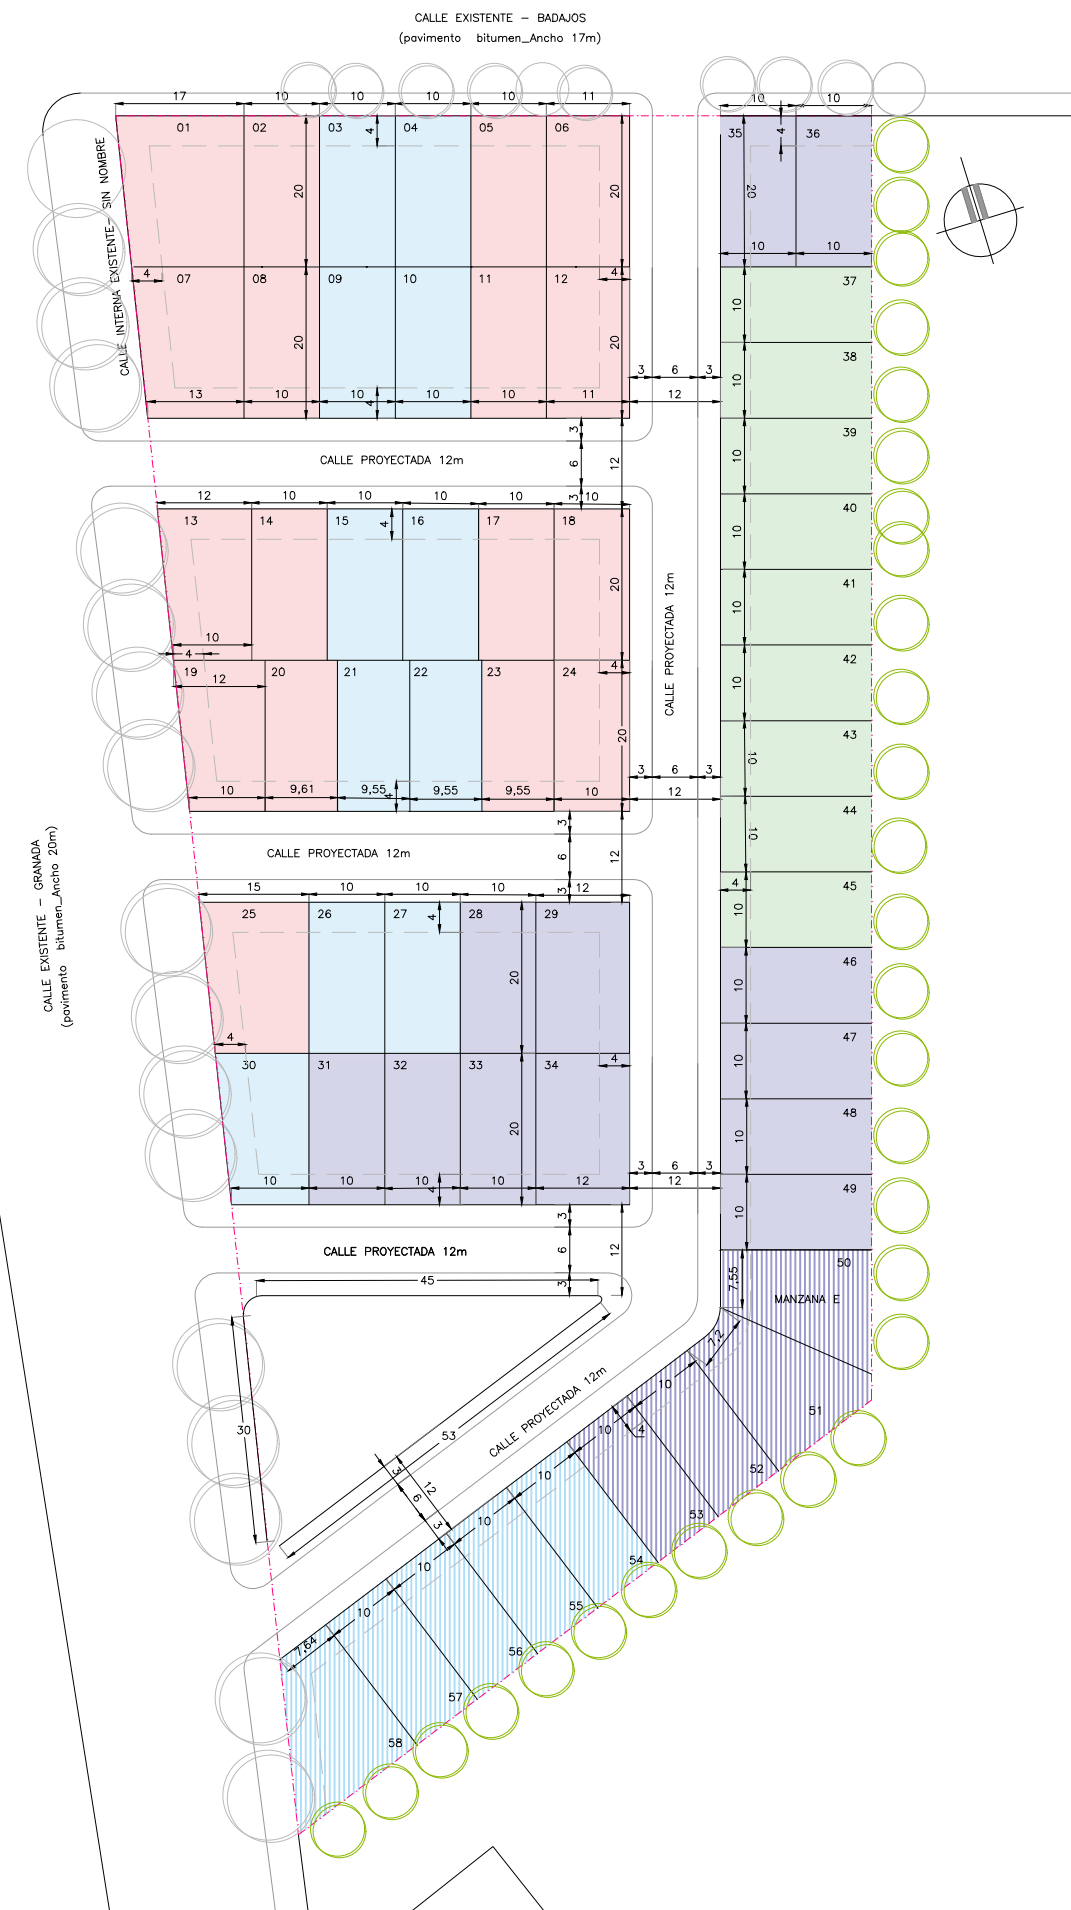 CALLE EXISTENTE - BADAJOS
(pavimento bitumen_Ancho 17m)
17 10 10 10 10 11 10 10
01 02 03 04 05 06 35 36
4 4
20 20 20
CALLE INTERNA EXISTENTE- SIN NOMBRE
10 10
4 07 08 09 10 11 12 4 37
20 20 10
38
3 6 3 10
13 10 10 10 10 11 12
4
39
3
CALLE PROYECTADA 12m
6 12 10
12 10 10 10 10 3 10
40
13 14 15 16 17 18
4 10
41
20 10
CALLE PROYECTADA 12m
10
4
42
19 20 21 22 23 24 4
12 10
43
20 10
3 6 3
10 9,61 9,55 9,55 9,55 10 12
4
44
3 10
CALLE EXISTENTE - GRANADA
(pavimento bitumen_Ancho 20m)
CALLE PROYECTADA 12m
6 12
15 10 10 10 3 12
4 45
25 26 27 28 29
4 10
46
20 10
4
47
30 31 32 33 34 4
10
48
20 10
3 6 3
10 10 10 10 12 12
4
49
3 10
CALLE PROYECTADA 12m
6 12
50
45 3
7,55
MANZANA E
7,2
CALLE PROYECTADA 12m
10
51
30 53 10 4
3 12 10 52
6
3 10 53
10 54
10 55
7,64 56
57
58